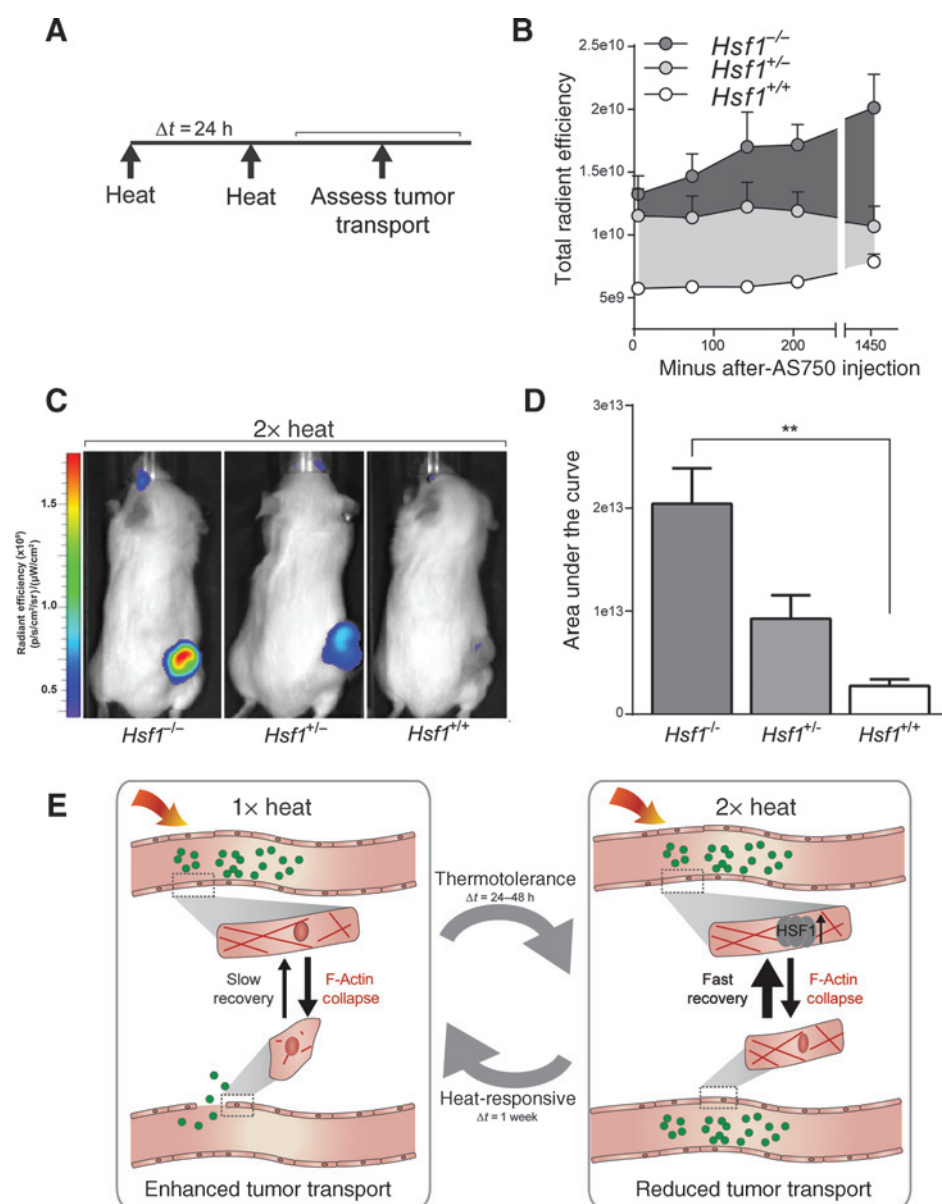 A
Δt = 24 h
Heat
Heat
Assess tumor
transport
B
Hsf1–/–
Hsf1+/–
Hsf1+/+
Total radient efficiency
2.5e10
2e10
1.5e10
1e10
5e9
0
100
200
1450
Minus after-AS750 injection
C
2× heat
Radiant efficiency (x10⁹)
(p/s/cm²/sr)/(μW/cm²)
1.5
1.0
0.5
Hsf1–/–
Hsf1+/–
Hsf1+/+
D
Area under the curve
3e13
2e13
1e13
0
**
Hsf1-/-
Hsf1+/-
Hsf1+/+
E
1× heat
Slow
recovery
F-Actin
collapse
Enhanced tumor transport
Thermotolerance
Δt = 24–48 h
Heat-responsive
Δt = 1 week
2× heat
HSF1
Fast
recovery
F-Actin
collapse
Reduced tumor transport